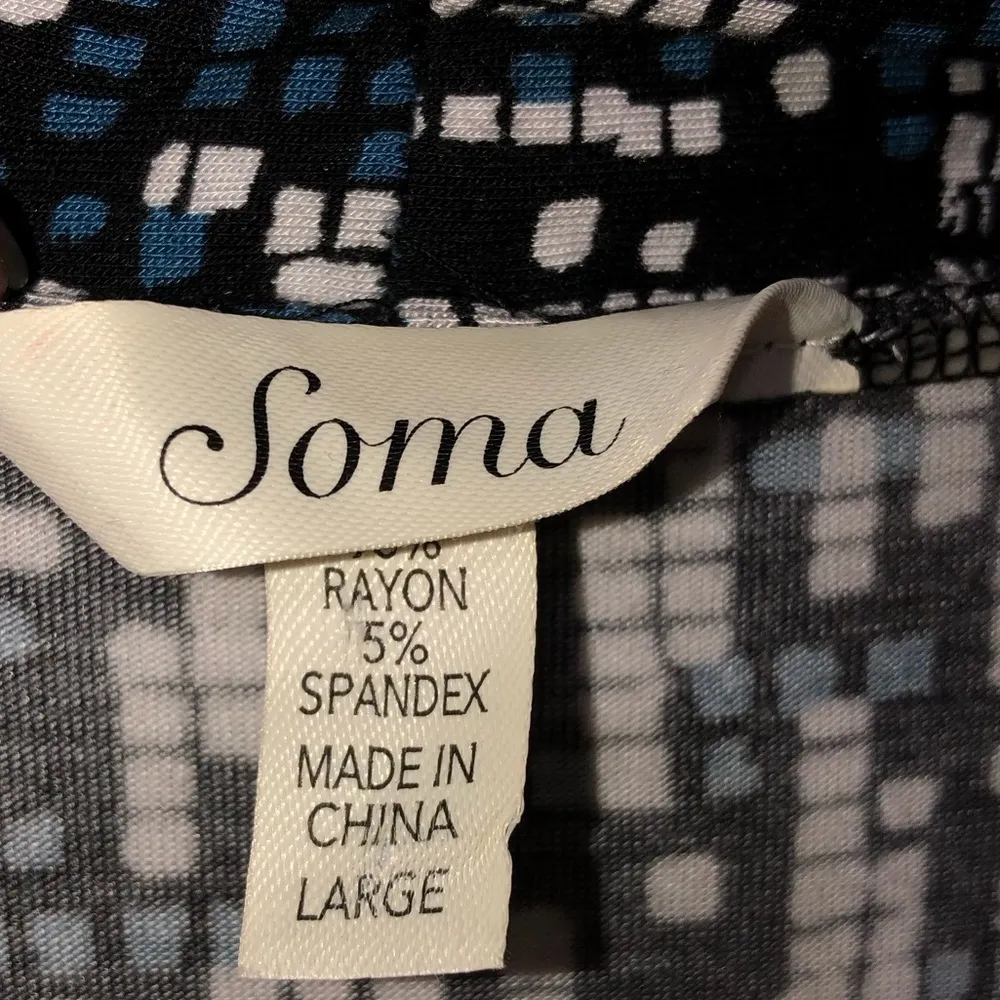 Soma
RAYON
5%
SPANDEX
MADE IN
CHINA
LARGE